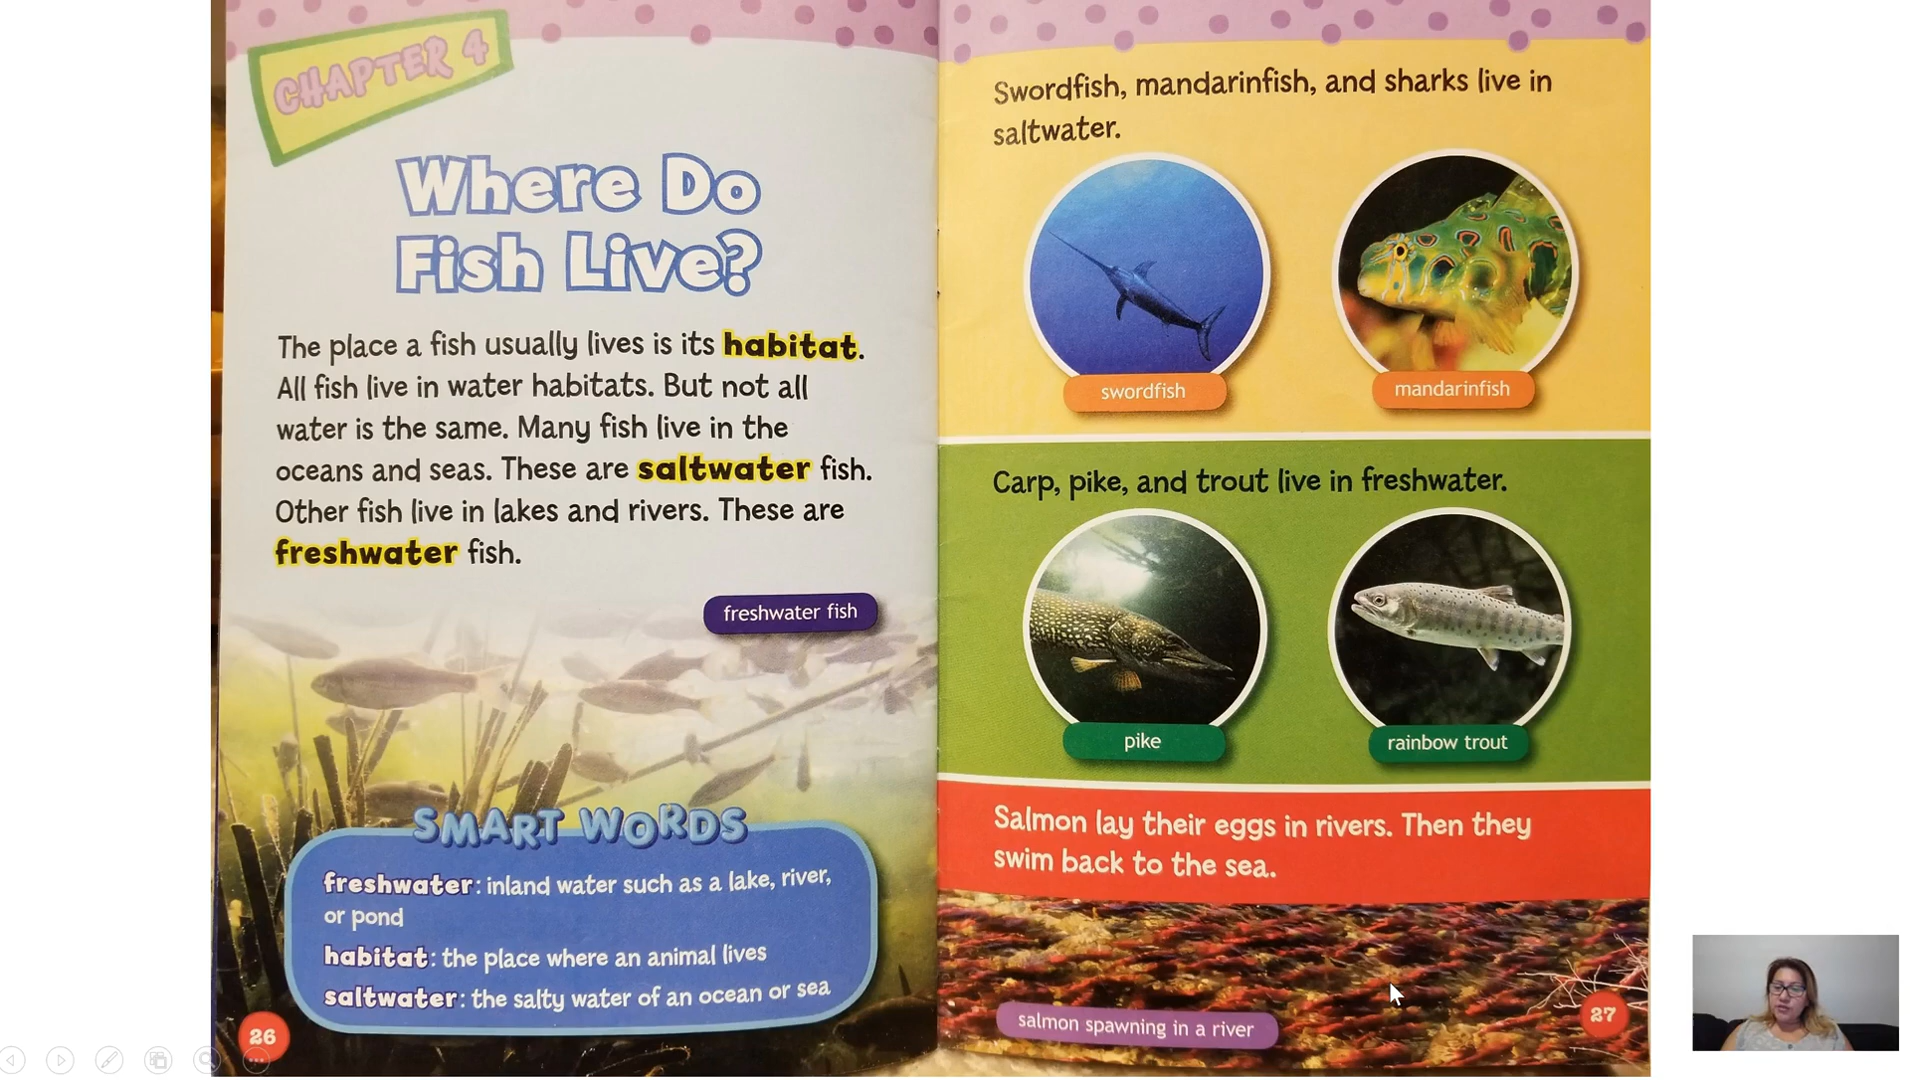 CHAPTER 4
Where Do
Fish Live?
The place a fish usually lives is its habitat.
All fish live in water habitats. But not all
water is the same. Many fish live in the
oceans and seas. These are saltwater fish.
Other fish live in lakes and rivers. These are
freshwater fish.
freshwater fish
SMART WORDS
freshwater: inland water such as a lake, river,
or pond
habitat: the place where an animal lives
saltwater: the salty water of an ocean or sea
26
Swordfish, mandarinfish, and sharks live in
saltwater.
swordfish
mandarinfish
Carp, pike, and trout live in freshwater.
pike
rainbow trout
Salmon lay their eggs in rivers. Then they
swim back to the sea.
salmon spawning in a river
27